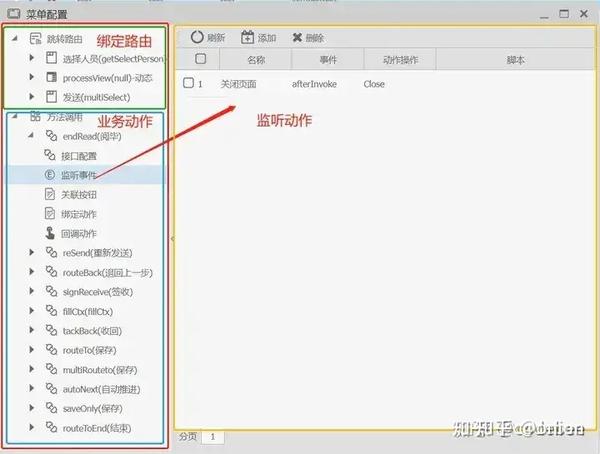 菜单配置
跳转路由
绑定路由
选择人员(getSelectPerson)
processView(null)-动态
发送(multiSelect)
方法调用
业务动作
endRead(阅毕)
接口配置
监听事件
关联按钮
绑定动作
回调动作
reSend(重新发送)
routeBack(退回上一步)
signReceive(签收)
fillCtx(fillCtx)
tackBack(收回)
routeTo(保存)
multiRouteto(保存)
autoNext(自动推进)
saveOnly(保存)
routeToEnd(结束)
刷新 添加 删除
名称 事件 动作操作 脚本
1 关闭页面 afterInvoke Close
监听动作
分页 1